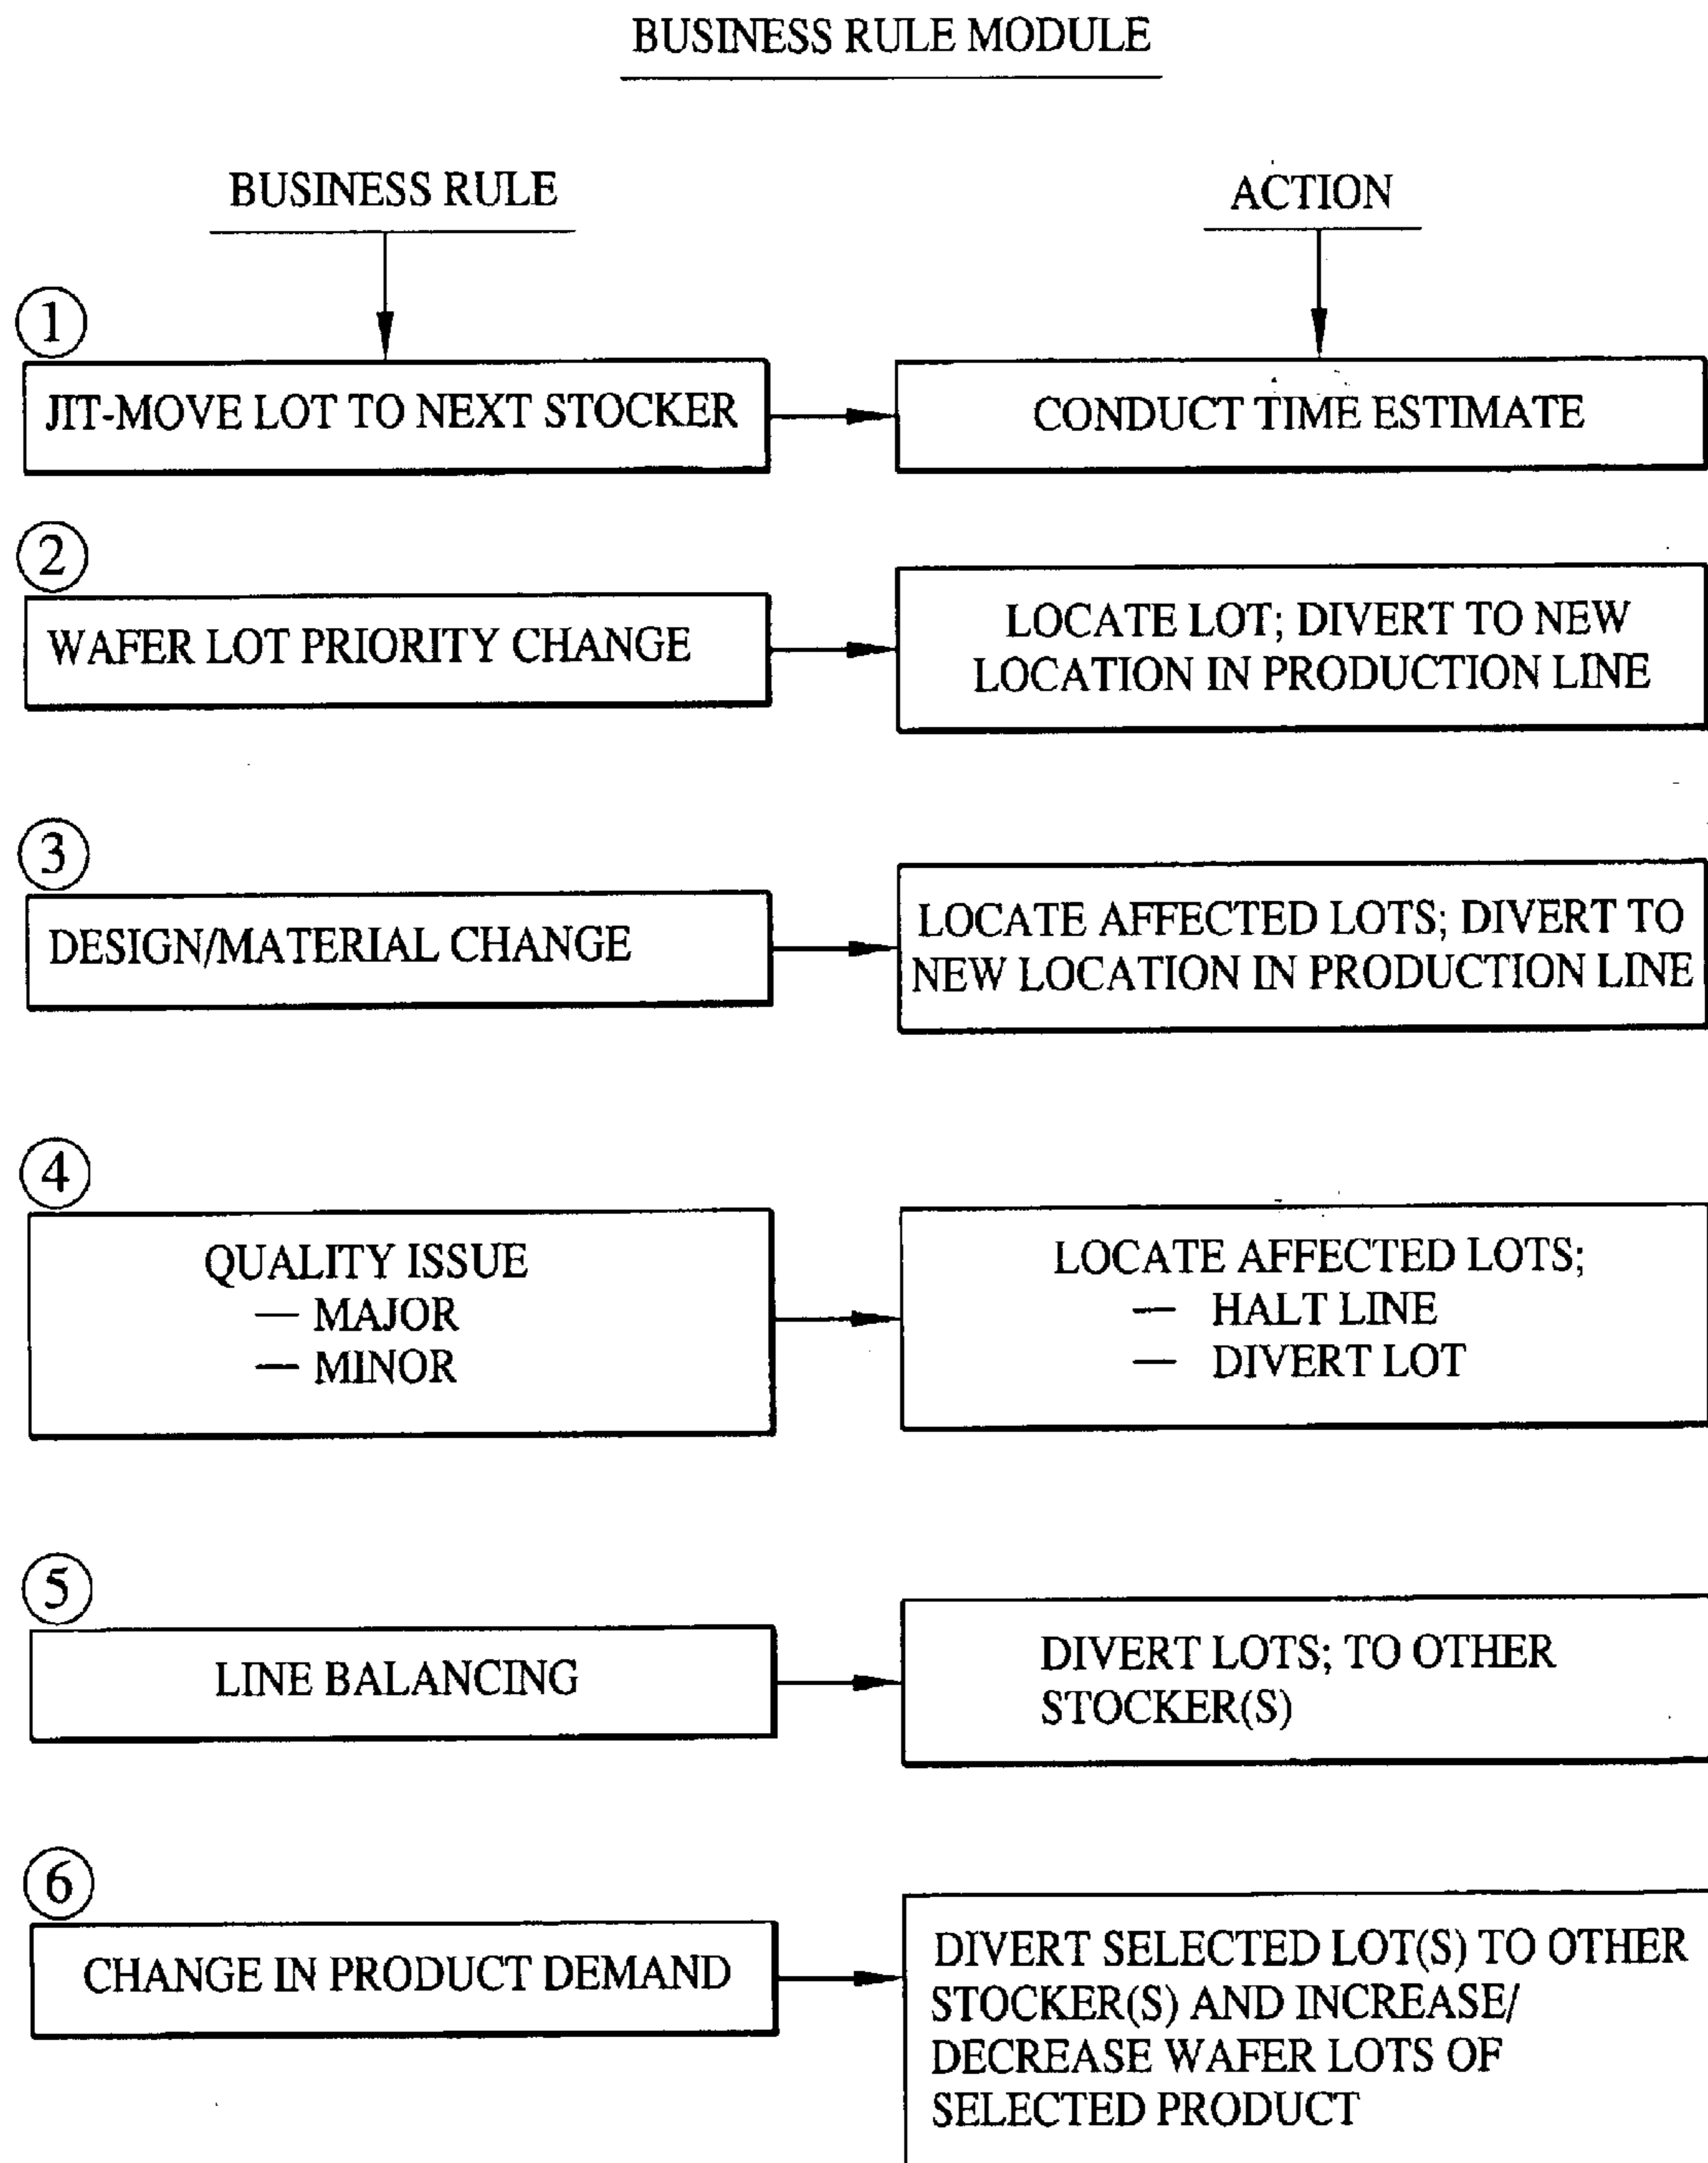 BUSINESS RULE MODULE
BUSINESS RULE
ACTION
1
JIT-MOVE LOT TO NEXT STOCKER
CONDUCT TIME ESTIMATE
2
WAFER LOT PRIORITY CHANGE
LOCATE LOT; DIVERT TO NEW
LOCATION IN PRODUCTION LINE
3
DESIGN/MATERIAL CHANGE
LOCATE AFFECTED LOTS; DIVERT TO
NEW LOCATION IN PRODUCTION LINE
4
QUALITY ISSUE
— MAJOR
— MINOR
LOCATE AFFECTED LOTS;
— HALT LINE
— DIVERT LOT
5
LINE BALANCING
DIVERT LOTS; TO OTHER
STOCKER(S)
6
CHANGE IN PRODUCT DEMAND
DIVERT SELECTED LOT(S) TO OTHER
STOCKER(S) AND INCREASE/
DECREASE WAFER LOTS OF
SELECTED PRODUCT